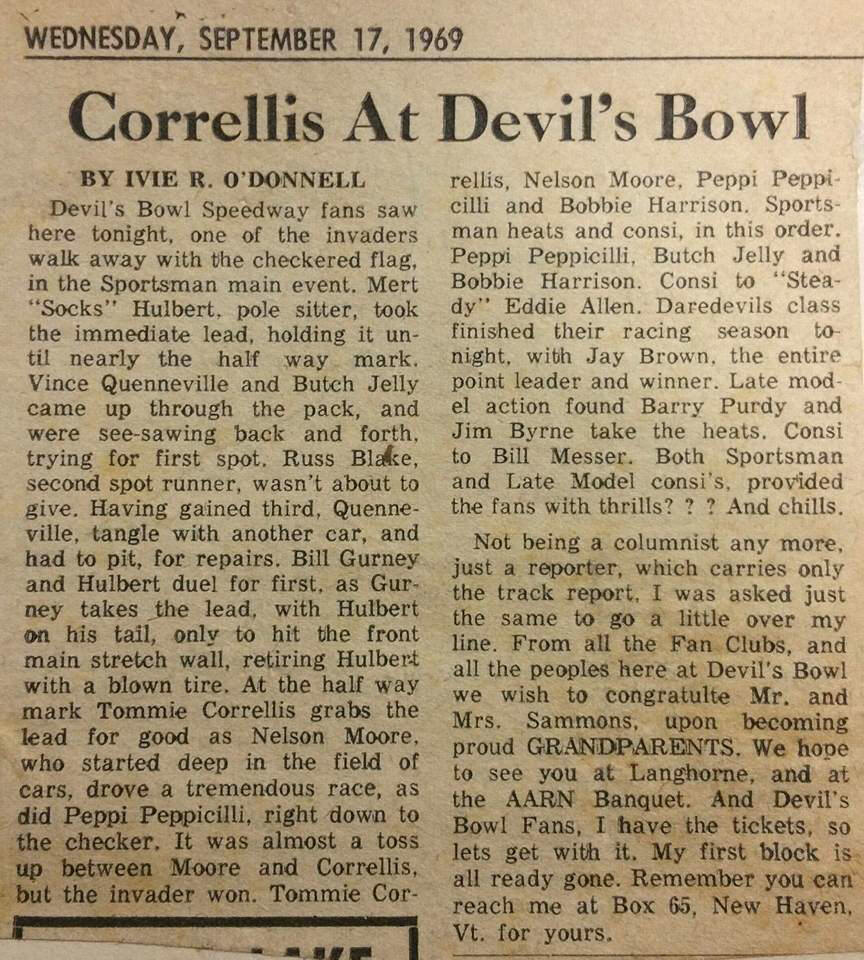 WEDNESDAY, SEPTEMBER 17, 1969
Correllis At Devil's Bowl
BY IVIE R. O'DONNELL
Devil's Bowl Speedway fans saw
here tonight, one of the invaders
walk away with the checkered flag,
in the Sportsman main event. Mert
"Socks" Hulbert, pole sitter, took
the immediate lead, holding it un-
til nearly the half way mark.
Vince Quenneville and Butch Jelly
came up through the pack, and
were see-sawing back and forth,
trying for first spot. Russ Blake,
second spot runner, wasn't about to
give. Having gained third, Quenne-
ville, tangle with another car, and
had to pit, for repairs. Bill Gurney
and Hulbert duel for first, as Gur-
ney takes the lead, with Hulbert
on his tail, only to hit the front
main stretch wall, retiring Hulbert
with a blown tire. At the half way
mark Tommie Correllis grabs the
lead for good as Nelson Moore,
who started deep in the field of
cars, drove a tremendous race, as
did Peppi Peppicilli, right down to
the checker. It was almost a toss
up between Moore and Correllis,
but the invader won. Tommie Cor-
rellis, Nelson Moore, Peppi Peppi-
cilli and Bobbie Harrison. Sports-
man heats and consi, in this order.
Peppi Peppicilli, Butch Jelly and
Bobbie Harrison. Consi to "Stea-
dy" Eddie Allen. Daredevils class
finished their racing season to-
night, with Jay Brown, the entire
point leader and winner. Late mod-
el action found Barry Purdy and
Jim Byrne take the heats. Consi
to Bill Messer. Both Sportsman
and Late Model consi's, provided
the fans with thrills? ? ? And chills.
Not being a columnist any more,
just a reporter, which carries only
the track report, I was asked just
the same to go a little over my
line. From all the Fan Clubs, and
all the peoples here at Devil's Bowl
we wish to congratulte Mr. and
Mrs. Sammons, upon becoming
proud GRANDPARENTS. We hope
to see you at Langhorne, and at
the AARN Banquet. And Devil's
Bowl Fans, I have the tickets, so
lets get with it. My first block is
all ready gone. Remember you can
reach me at Box 65, New Haven,
Vt. for yours.